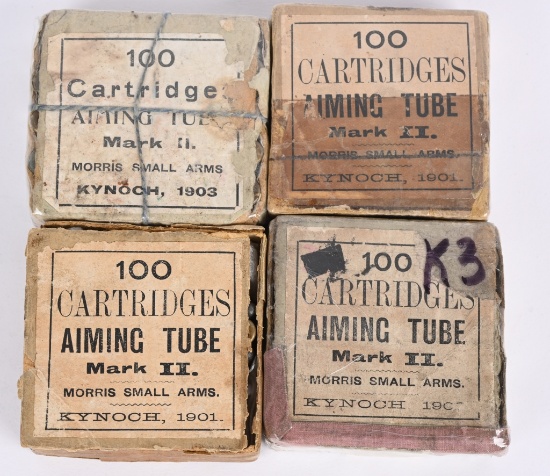 100
Cartridge
AIMING TUB
Mark II.
MORRIS SMALL ARMS
KYNOCH, 1903
100
CARTRIDGES
AIMING TUBE
Mark II.
MORRIS SMALL ARMS.
KYNOCH, 1901.
100
CARTRIDGES
AIMING TUBE
Mark II.
MORRIS SMALL ARMS.
KYNOCH, 1901.
100
K3
CARTRIDGES
AIMING TUBE
Mark II.
MORRIS SMALL ARMS.
KYNOCH 190